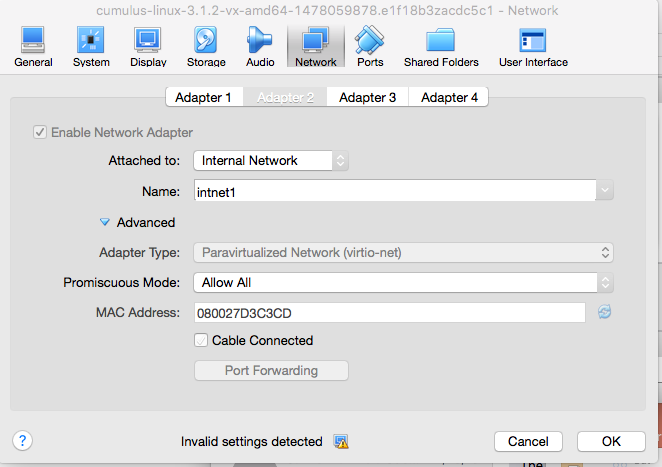 cumulus-linux-3.1.2-vx-amd64-1478059878.e1f18b3zacdc5c1 - Network
General System Display Storage Audio Network Ports Shared Folders User Interface
Adapter 1 Adapter 2 Adapter 3 Adapter 4
Enable Network Adapter
Attached to: Internal Network
Name: intnet1
Advanced
Adapter Type: Paravirtualized Network (virtio-net)
Promiscuous Mode: Allow All
MAC Address: 080027D3C3CD
Cable Connected
Port Forwarding
? Invalid settings detected Cancel OK
The